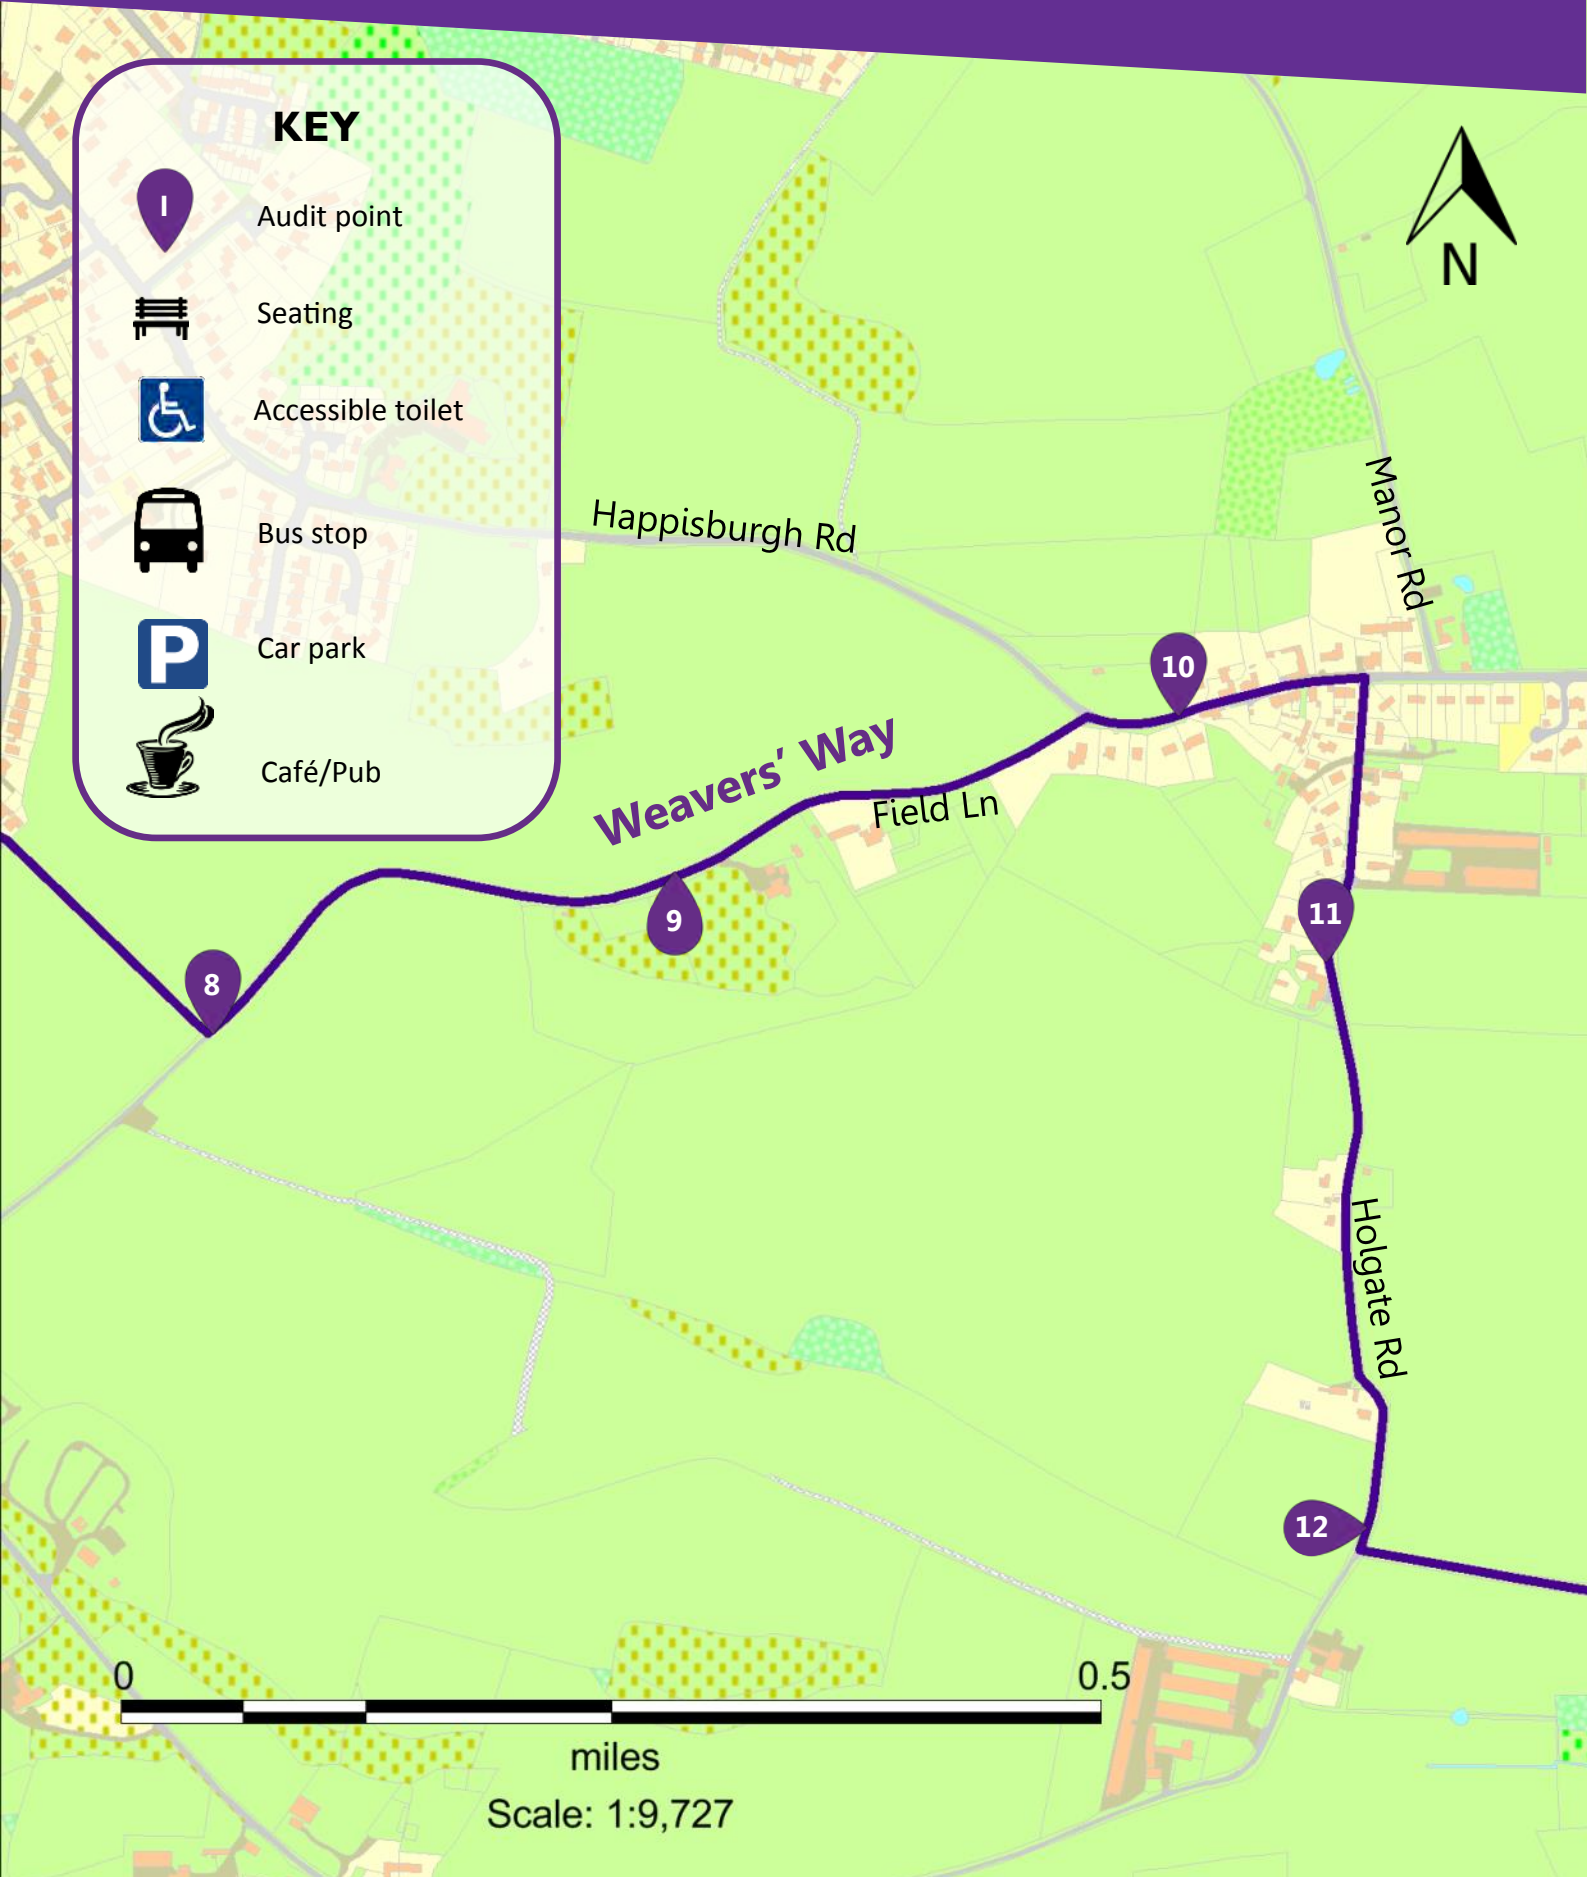 KEY
I
Audit point
Seating
Accessible toilet
Bus stop
P
Car park
Café/Pub
N
Happisburgh Rd
Manor Rd
10
Weavers’ Way
Field Ln
9
11
8
Holgate Rd
12
0
0.5
miles
Scale: 1:9,727